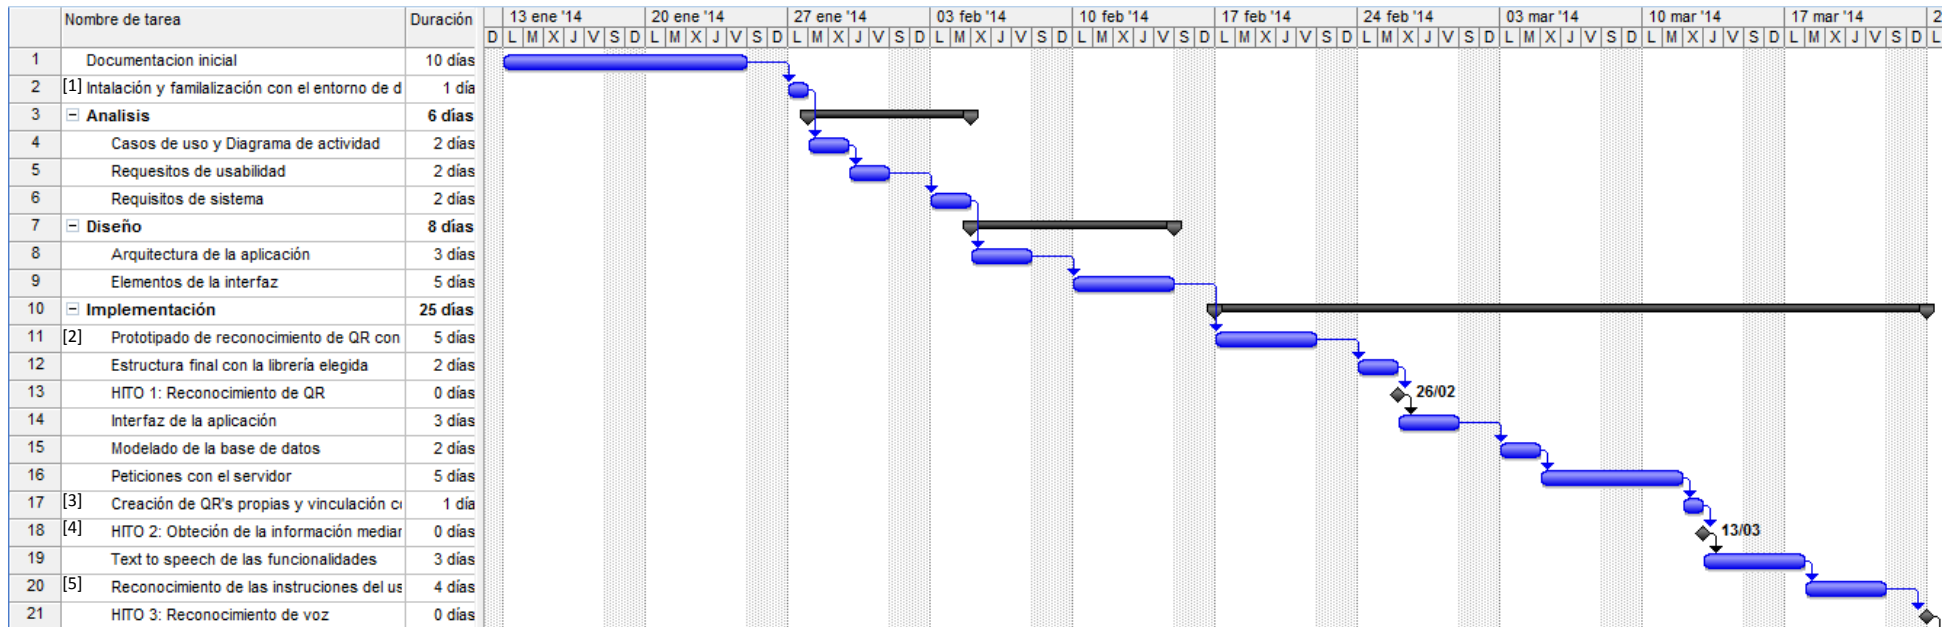 Nombre de tarea Duración 13 ene '14 20 ene '14 27 ene '14 03 feb '14 10 feb '14 17 feb '14 24 feb '14 03 mar '14 10 mar '14 17 mar '14 2
D L M X J V S D L M X J V S D L M X J V S D L M X J V S D L M X J V S D L M X J V S D L M X J V S D L M X J V S D L M X J V S D L M X J V S D L
1 Documentacion inicial 10 días
2 [1] Intalación y familalización con el entorno de d 1 día
3 Analisis 6 días
4 Casos de uso y Diagrama de actividad 2 días
5 Requesitos de usabilidad 2 días
6 Requisitos de sistema 2 días
7 Diseño 8 días
8 Arquitectura de la aplicación 3 días
9 Elementos de la interfaz 5 días
10 Implementación 25 días
11 [2] Prototipado de reconocimiento de QR con 5 días
12 Estructura final con la librería elegida 2 días
13 HITO 1: Reconocimiento de QR 0 días 26/02
14 Interfaz de la aplicación 3 días
15 Modelado de la base de datos 2 días
16 Peticiones con el servidor 5 días
17 [3] Creación de QR's propias y vinculación c 1 día
18 [4] HITO 2: Obteción de la información mediar 0 días 13/03
19 Text to speech de las funcionalidades 3 días
20 [5] Reconocimiento de las instruciones del us 4 días
21 HITO 3: Reconocimiento de voz 0 días